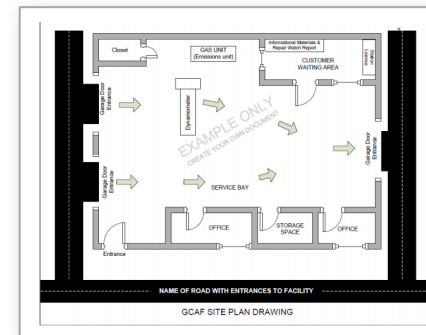 Closet
GAS UNIT
(Emissions unit)
Informational Materials &
Repair Watch Report
CUSTOMER
WAITING AREA
Station
License
Garage Door
Entrance
Dynamometer
EXAMPLE ONLY
CREATE YOUR OWN DOCUMENT
Garage Door
Entrance
Garage Door
Entrance
SERVICE BAY
OFFICE
STORAGE
SPACE
OFFICE
Entrance
NAME OF ROAD WITH ENTRANCES TO FACILITY
GCAF SITE PLAN DRAWING